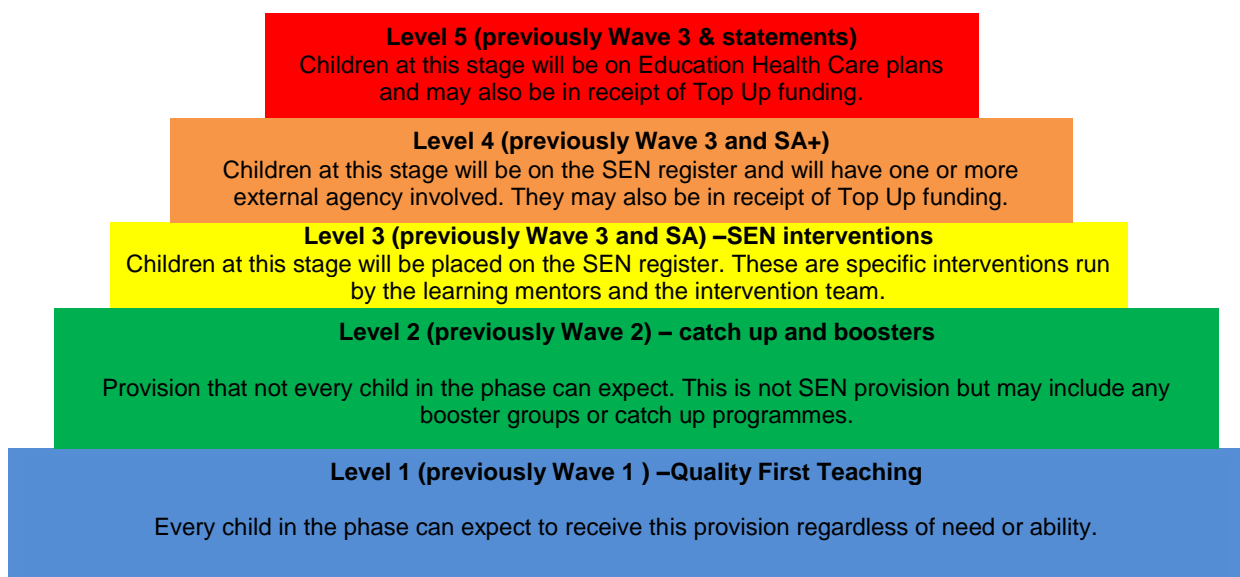 Level 5 (previously Wave 3 & statements)
Children at this stage will be on Education Health Care plans
and may also be in receipt of Top Up funding.
Level 4 (previously Wave 3 and SA+)
Children at this stage will be on the SEN register and will have one or more
external agency involved. They may also be in receipt of Top Up funding.
Level 3 (previously Wave 3 and SA) –SEN interventions
Children at this stage will be placed on the SEN register. These are specific interventions run
by the learning mentors and the intervention team.
Level 2 (previously Wave 2) – catch up and boosters
Provision that not every child in the phase can expect. This is not SEN provision but may include any
booster groups or catch up programmes.
Level 1 (previously Wave 1 ) –Quality First Teaching
Every child in the phase can expect to receive this provision regardless of need or ability.